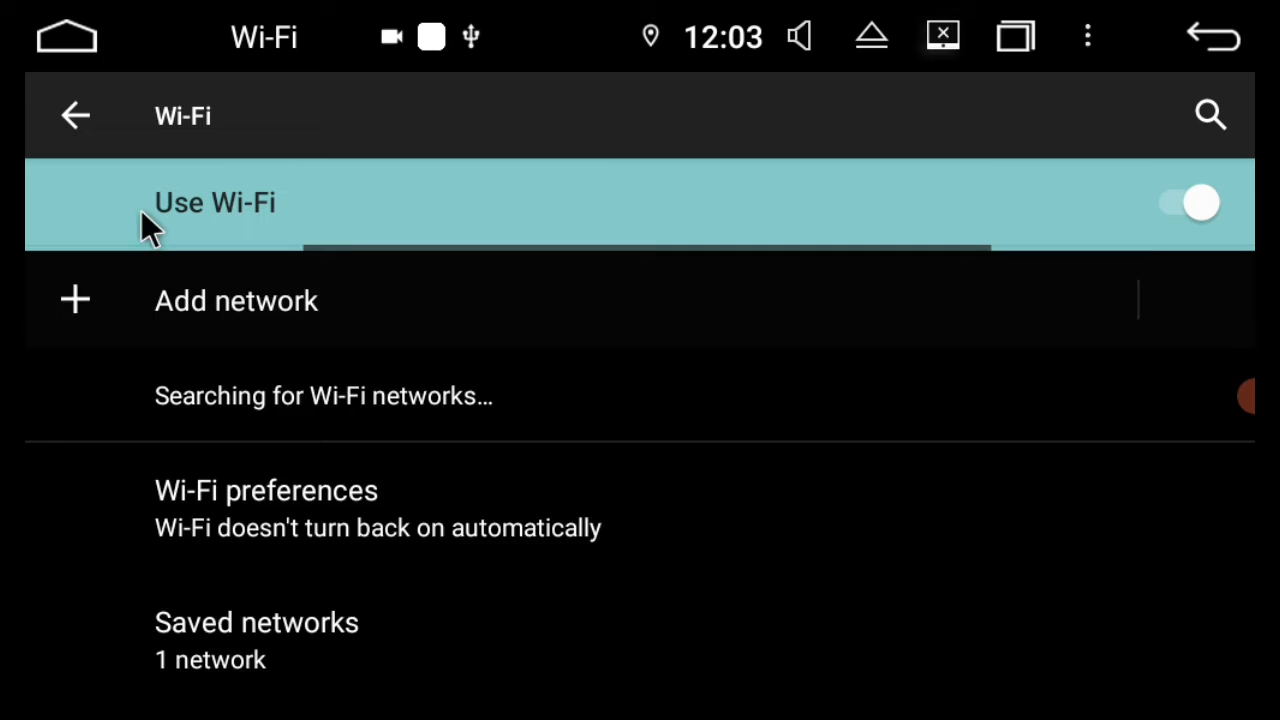 Wi-Fi 12:03
Wi-Fi
Use Wi-Fi
Add network
Searching for Wi-Fi networks…
Wi-Fi preferences
Wi-Fi doesn't turn back on automatically
Saved networks
1 network